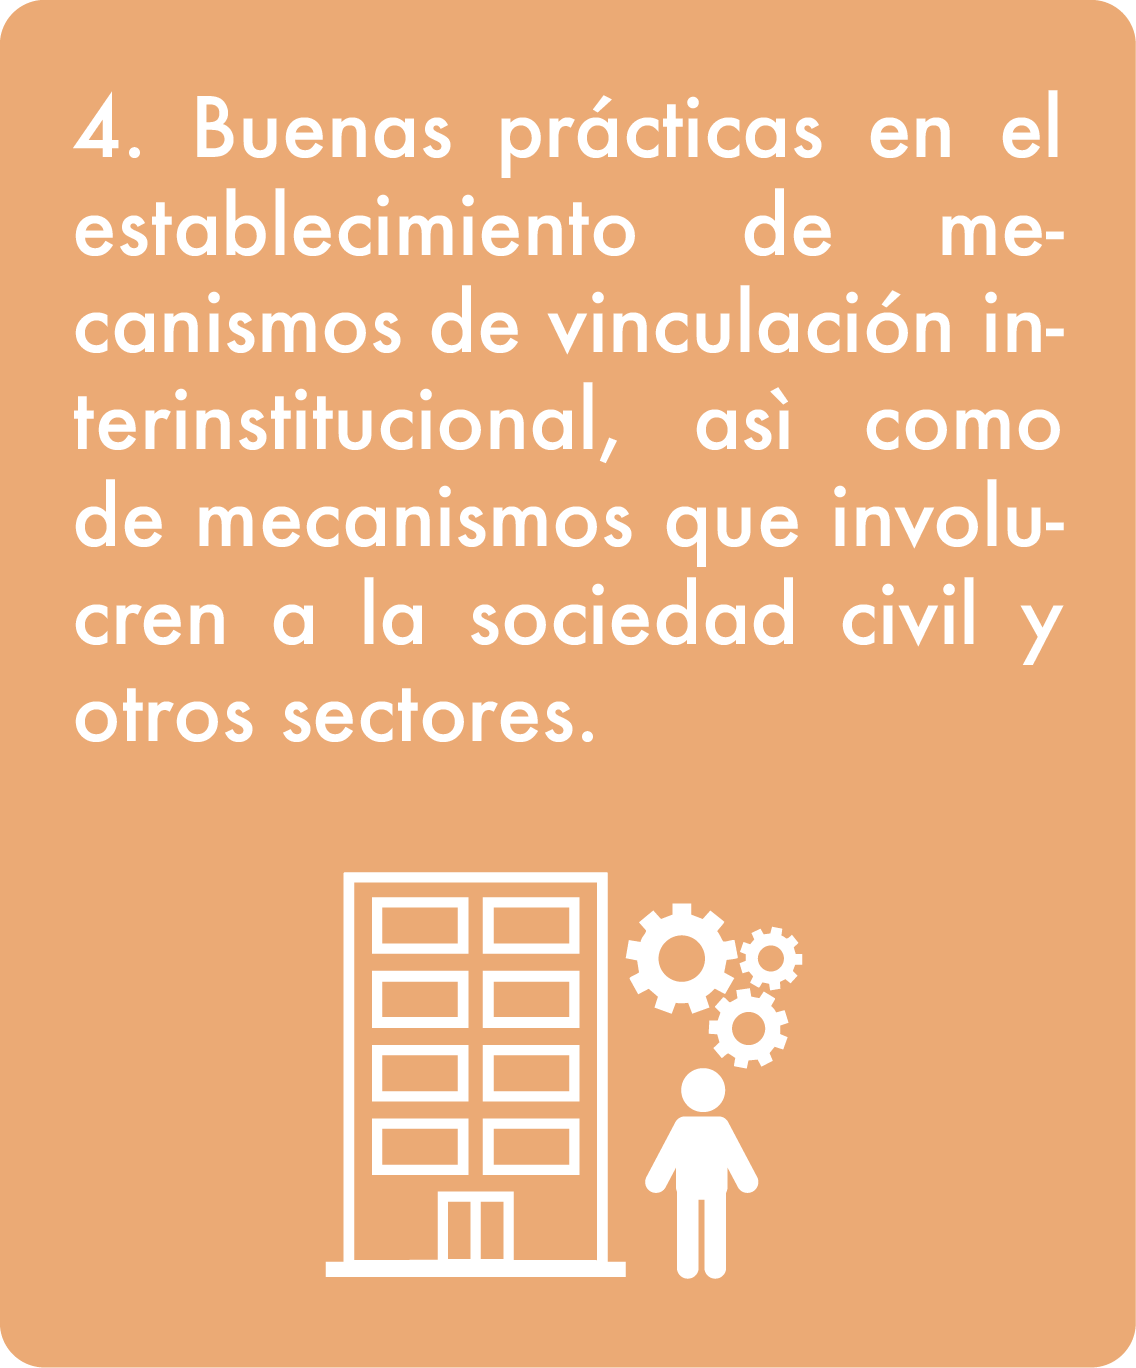 4. Buenas prácticas en el
establecimiento de me-
canismos de vinculación in-
terinstitucional, asì como
de mecanismos que involu-
cren a la sociedad civil y
otros sectores.